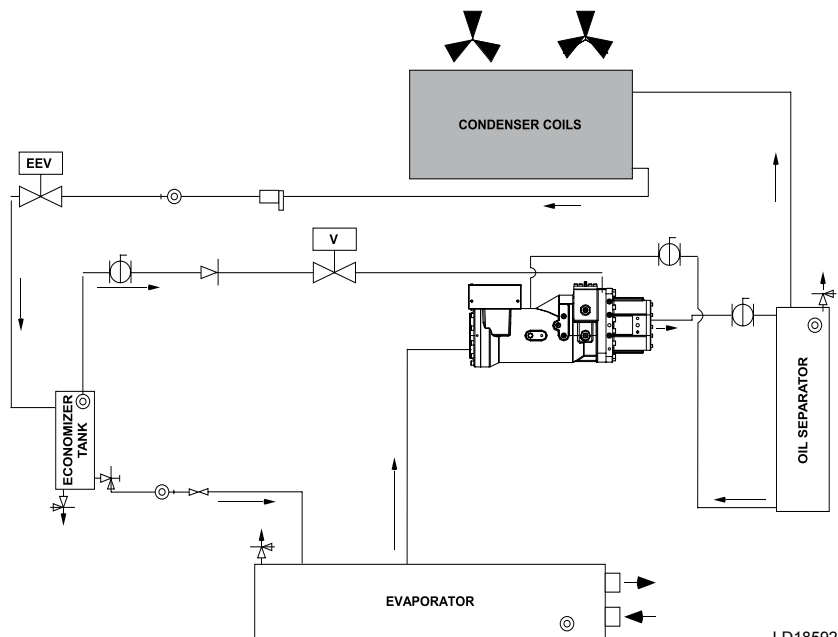 CONDENSER COILS
EEV
V
ECONOMIZER
TANK
OIL SEPARATOR
EVAPORATOR